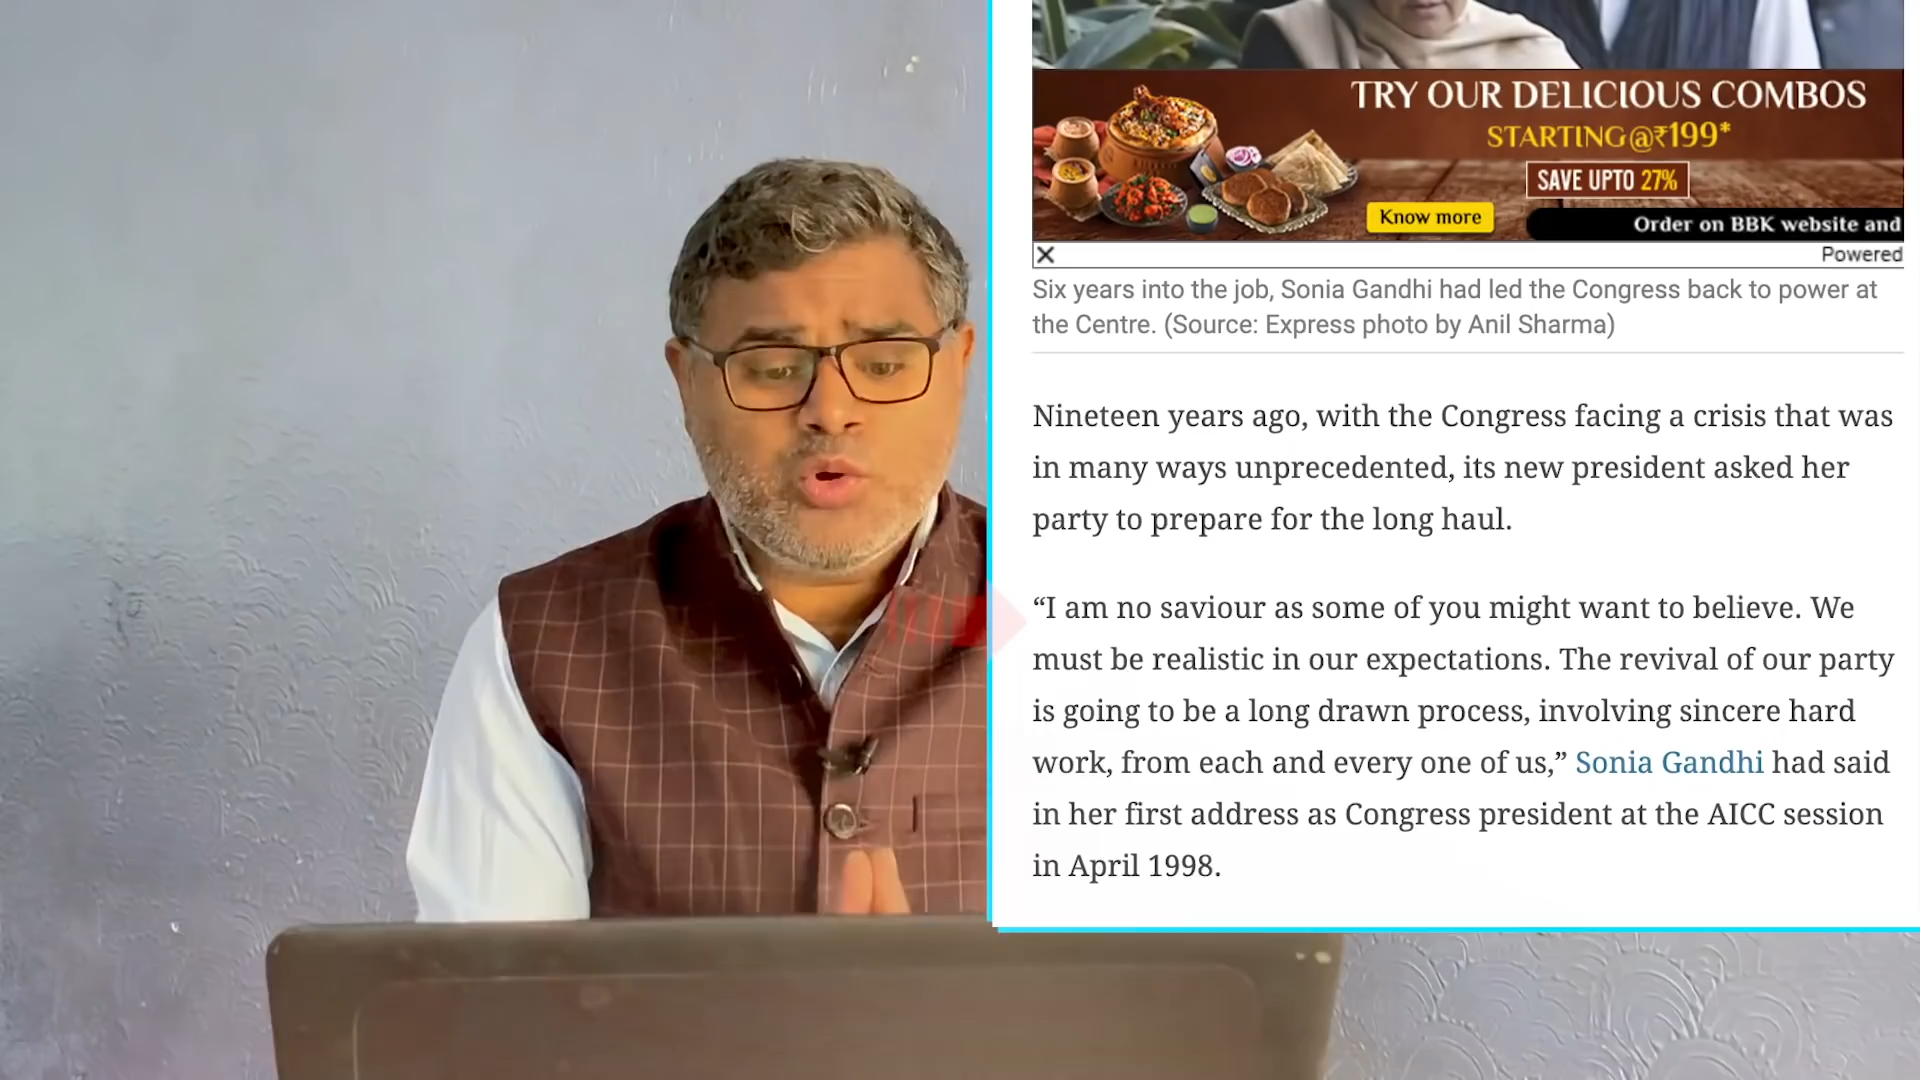 TRY OUR DELICIOUS COMBOS
STARTING@₹199*
SAVE UPTO 27%
Know more
Order on BBK website and
Powered
Six years into the job, Sonia Gandhi had led the Congress back to power at
the Centre. (Source: Express photo by Anil Sharma)
Nineteen years ago, with the Congress facing a crisis that was
in many ways unprecedented, its new president asked her
party to prepare for the long haul.
“I am no saviour as some of you might want to believe. We
must be realistic in our expectations. The revival of our party
is going to be a long drawn process, involving sincere hard
work, from each and every one of us,” Sonia Gandhi had said
in her first address as Congress president at the AICC session
in April 1998.